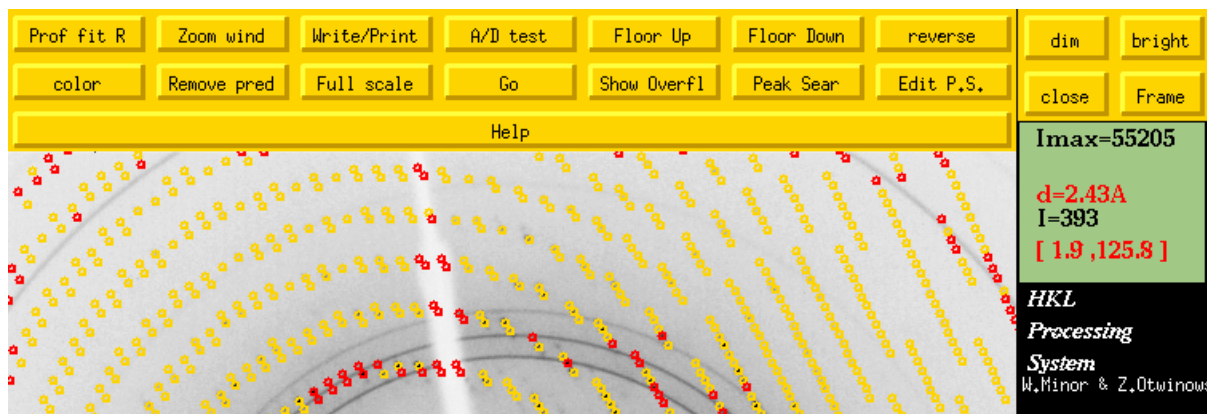 Prof fit R Zoom wind Write/Print A/D test Floor Up Floor Down reverse dim bright
color Remove pred Full scale Go Show Overfl Peak Sear Edit P.S. close Frame
Help
Imax=55205
d=2.43A
I=393
[ 1.9 ,125.8 ]
HKL
Processing
System
W.Minor & Z.Otwinows